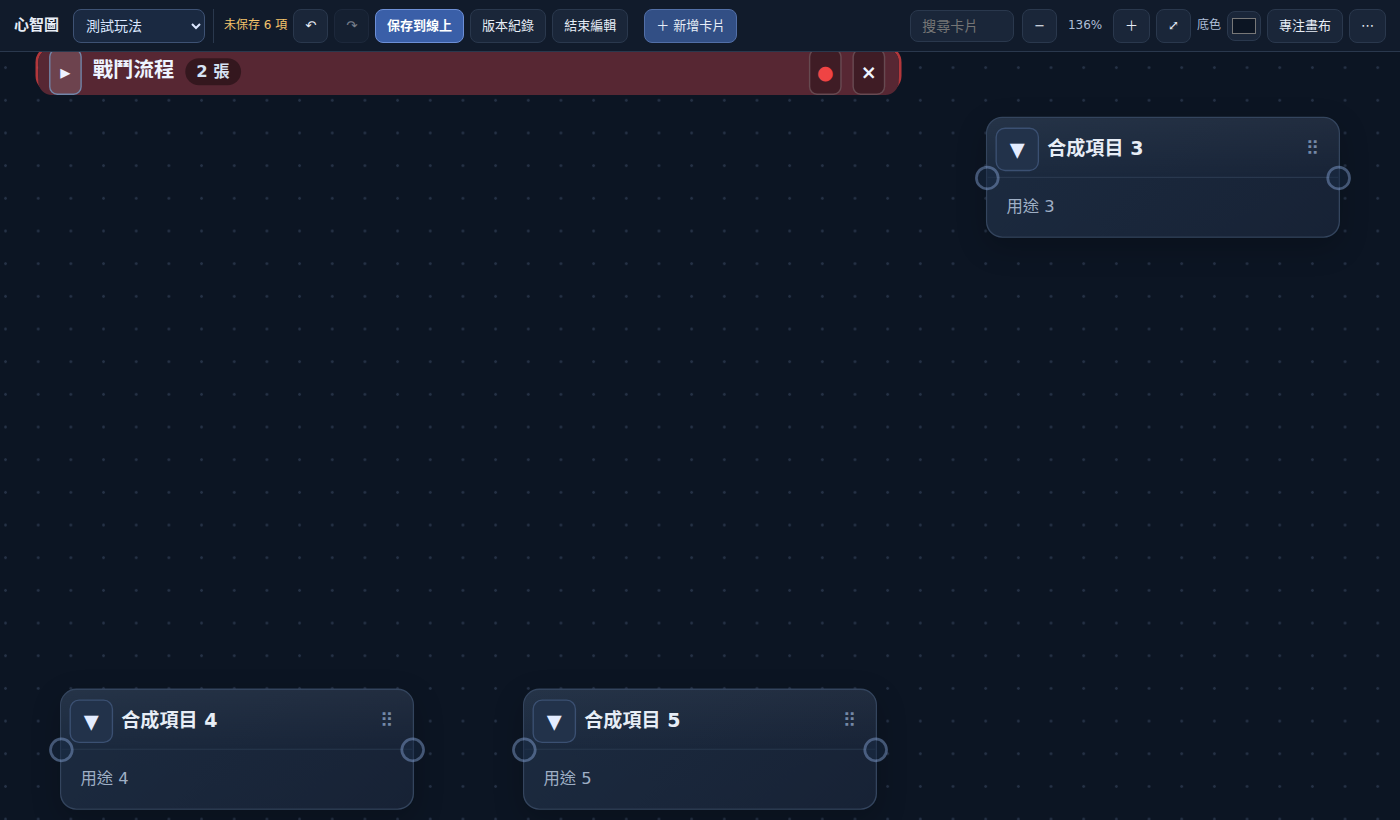 心智圖 測試玩法 未保存 6 項 ↶ ↷ 保存到線上 版本紀錄 結束編輯 ＋ 新增卡片 搜尋卡片 − 136% ＋ ⤢ 底色 專注畫布 ⋯
▶ 戰鬥流程 2 張 ×
▼ 合成項目 3 ⠿
用途 3
▼ 合成項目 4 ⠿ ▼ 合成項目 5 ⠿
用途 4 用途 5